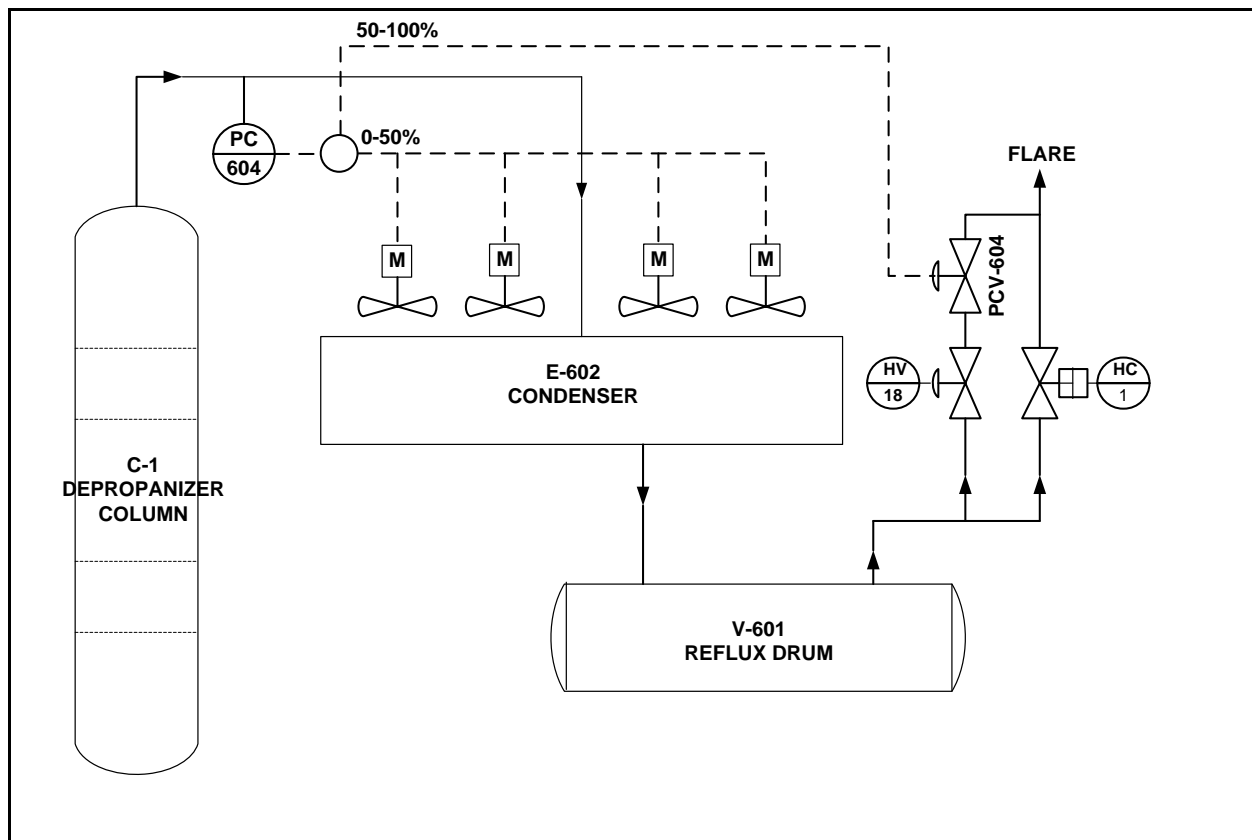 50-100%
PC
604
0-50%
FLARE
M
M
M
M
PCV-604
E-602
CONDENSER
HV
18
HC
1
C-1
DEPROPANIZER
COLUMN
V-601
REFLUX DRUM